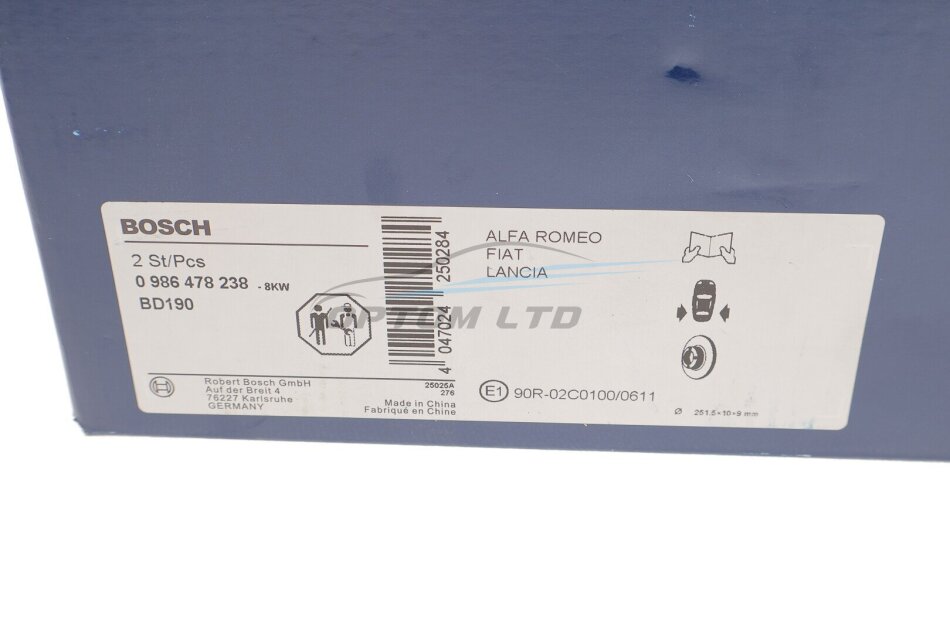 BOSCH
2 St/Pcs
0 986 478 238 - 8KW
BD190
4 047024 250284
ALFA ROMEO
FIAT
LANCIA
OPTOM LTD
Robert Bosch GmbH
Auf der Breit 4
76227 Karlsruhe
GERMANY
25025A
276
Made in China
Fabriqué en Chine
E1 90R-02C0100/0611
Ø 251.5×10×9 mm